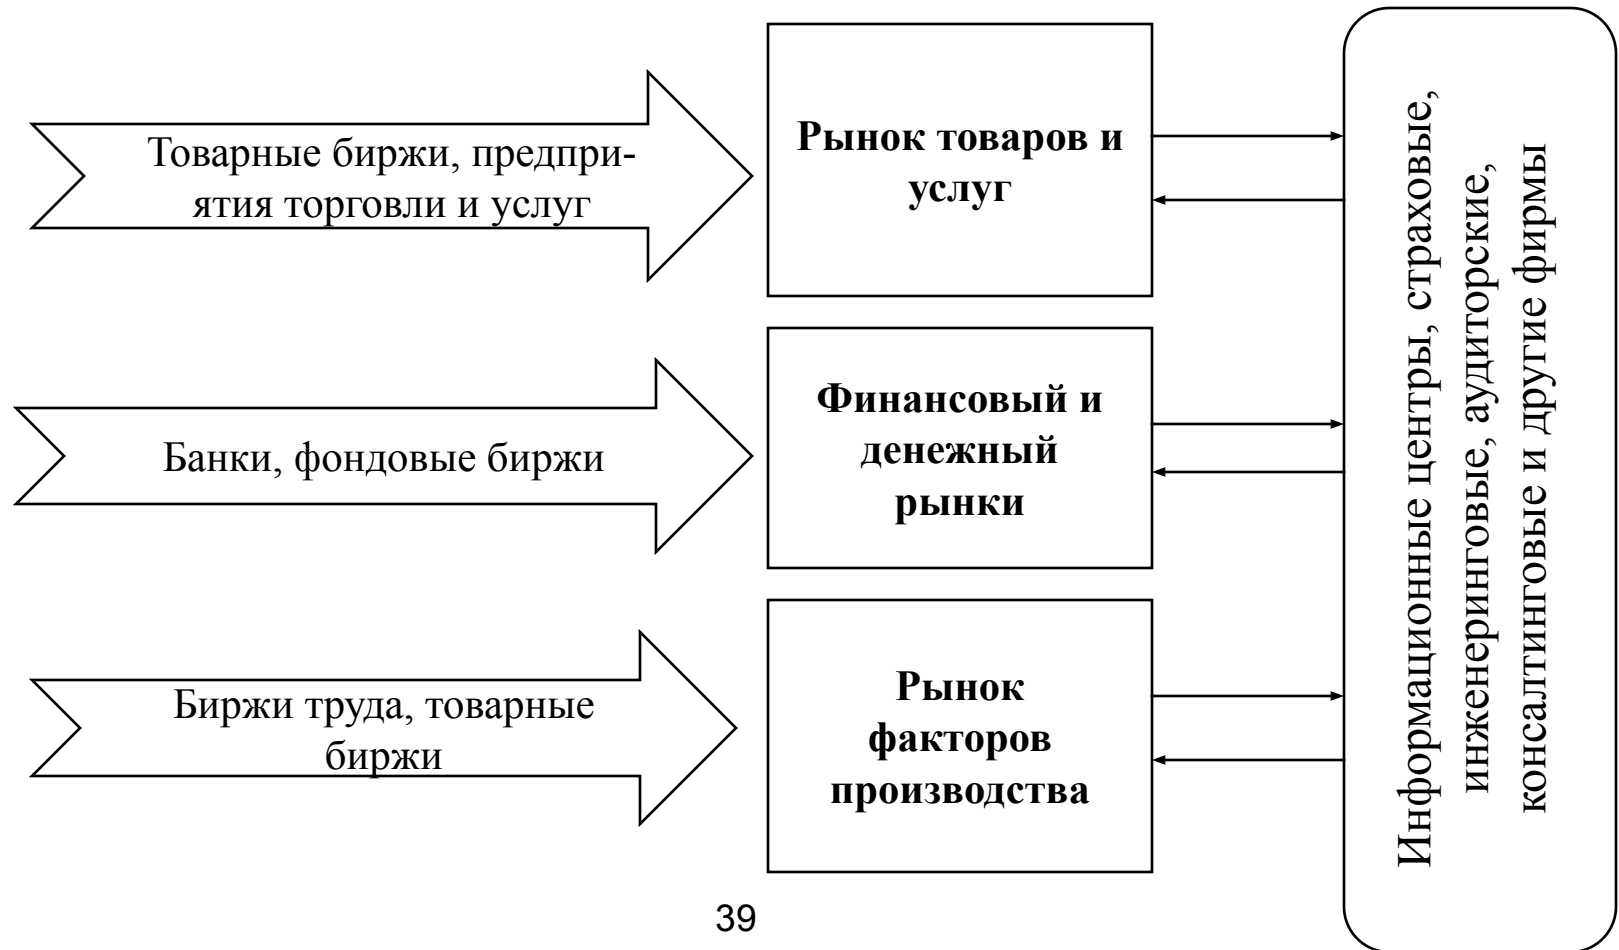 Товарные биржи, предпри-
ятия торговли и услуг
Рынок товаров и
услуг
Банки, фондовые биржи
Финансовый и
денежный
рынки
Биржи труда, товарные
биржи
Рынок
факторов
производства
Информационные центры, страховые,
инженеринговые, аудиторские,
консалтинговые и другие фирмы
39